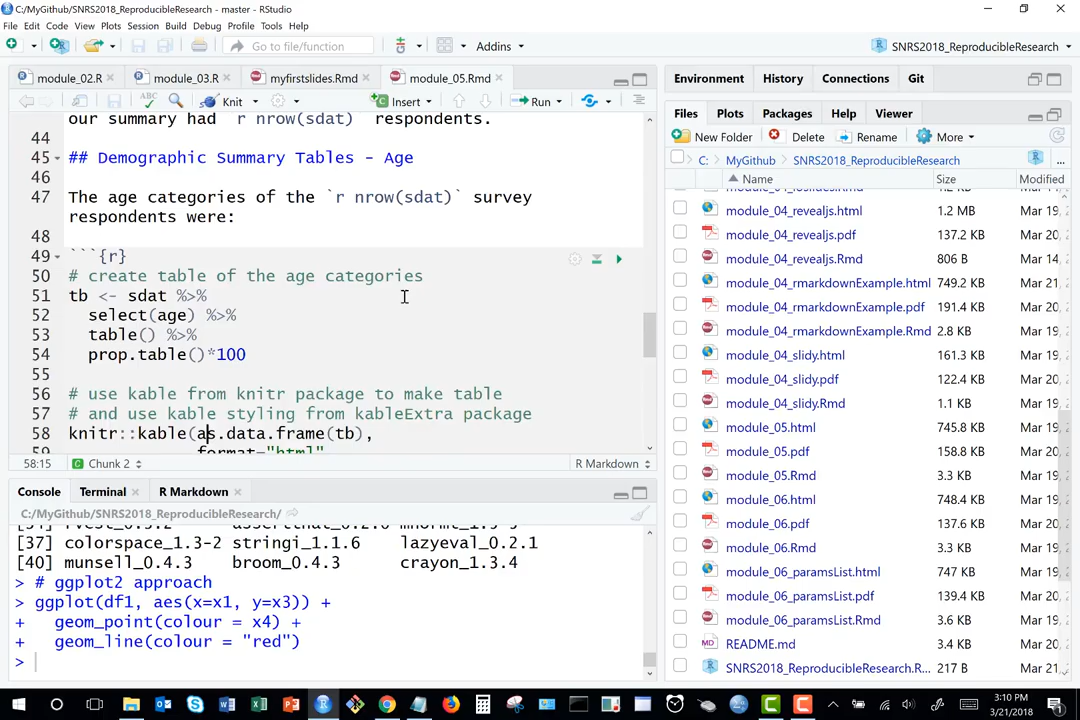 C:/MyGithub/SNRS2018_ReproducibleResearch - master - RStudio
File Edit Code View Plots Session Build Debug Profile Tools Help
Go to file/function
Addins
SNRS2018_ReproducibleResearch
module_02.R
module_03.R
myfirstslides.Rmd
module_05.Rmd
ABC
Knit
Insert
Run
our summary had `r nrow(sdat)` respondents.
44
45 ## Demographic Summary Tables - Age
46
47 The age categories of the `r nrow(sdat)` survey
respondents were:
48
49 ```{r}
50 # create table of the age categories
51 tb <- sdat %>%
52 select(age) %>%
53 table() %>%
54 prop.table()*100
55
56 # use kable from knitr package to make table
57 # and use kable styling from kableExtra package
58 knitr::kable(as.data.frame(tb),
59 format="html"
58:15 Chunk 2 R Markdown
Console Terminal R Markdown
C:/MyGithub/SNRS2018_ReproducibleResearch/
[37] colorspace_1.3-2 stringi_1.1.6 lazyeval_0.2.1
[40] munsell_0.4.3 broom_0.4.3 crayon_1.3.4
> # ggplot2 approach
> ggplot(df1, aes(x=x1, y=x3)) +
+ geom_point(colour = x4) +
+ geom_line(colour = "red")
>
Environment History Connections Git
Files Plots Packages Help Viewer
New Folder Delete Rename More
C: MyGithub SNRS2018_ReproducibleResearch ...
Name Size Modified
module_04_revealjs.html 1.2 MB Mar 19,
module_04_revealjs.pdf 137.2 KB Mar 20,
module_04_revealjs.Rmd 806 B Mar 14,
module_04_rmarkdownExample.html 749.2 KB Mar 21,
module_04_rmarkdownExample.pdf 191.4 KB Mar 20,
module_04_rmarkdownExample.Rmd 2.8 KB Mar 19,
module_04_slidy.html 161.3 KB Mar 19,
module_04_slidy.pdf 122.4 KB Mar 20,
module_04_slidy.Rmd 1.1 KB Mar 19,
module_05.html 745.8 KB Mar 19,
module_05.pdf 158.8 KB Mar 20,
module_05.Rmd 3.3 KB Mar 19,
module_06.html 748.4 KB Mar 19,
module_06.pdf 137.6 KB Mar 20,
module_06.Rmd 3.3 KB Mar 19,
module_06_paramsList.html 747 KB Mar 19,
module_06_paramsList.pdf 139.4 KB Mar 20,
module_06_paramsList.Rmd 3.6 KB Mar 19,
README.md 3.4 KB Mar 20,
SNRS2018_ReproducibleResearch.R... 217 B Mar 21,
3:10 PM
3/21/2018